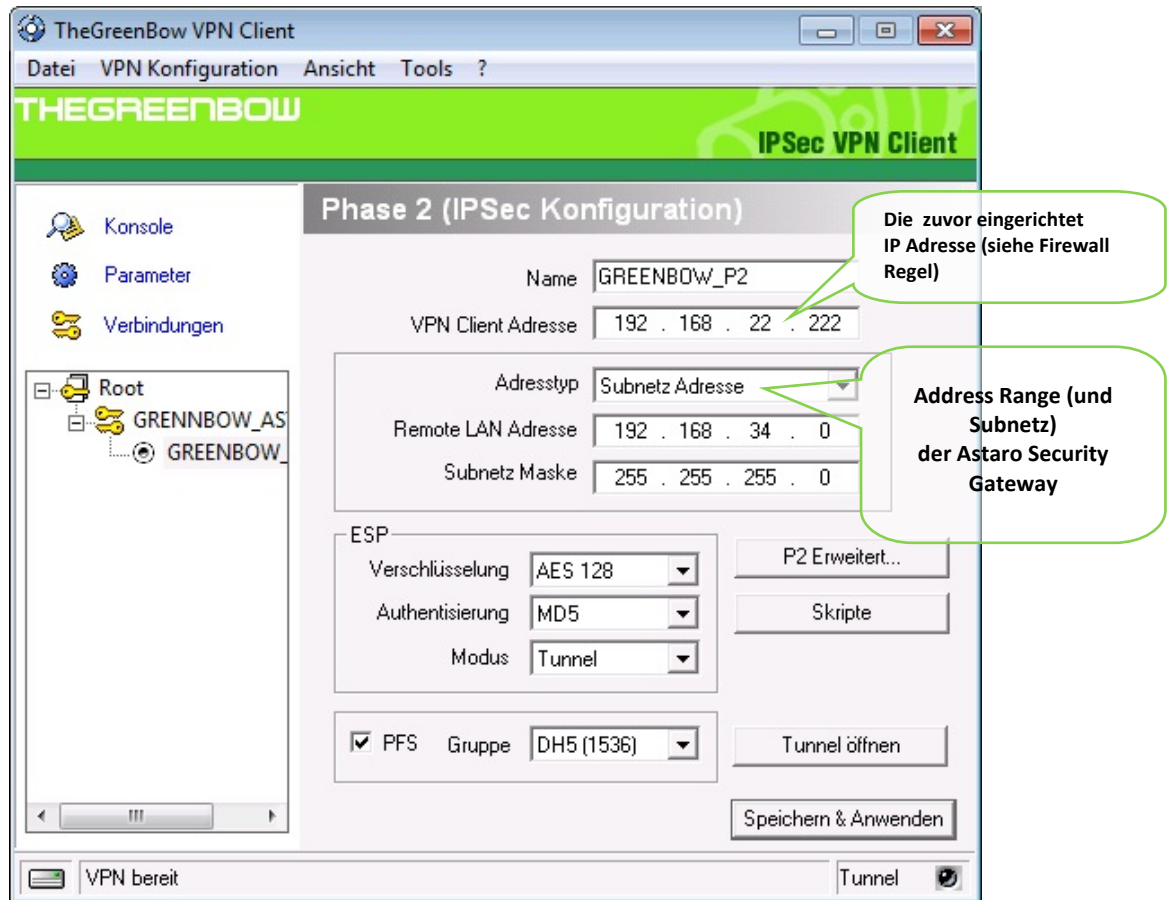 TheGreenBow VPN Client
Datei VPN Konfiguration Ansicht Tools ?
THEGREENBOW
IPSec VPN Client
Konsole
Parameter
Verbindungen
Root
GRENNBOW_AS
GREENBOW_
Phase 2 (IPSec Konfiguration)
Die zuvor eingerichtet
IP Adresse (siehe Firewall
Regel)
Name GREENBOW_P2
VPN Client Adresse 192 . 168 . 22 . 222
Adresstyp Subnetz Adresse
Remote LAN Adresse 192 . 168 . 34 . 0
Subnetz Maske 255 . 255 . 255 . 0
Address Range (und
Subnetz)
der Astaro Security
Gateway
ESP
Verschlüsselung AES 128
Authentisierung MD5
Modus Tunnel
P2 Erweitert...
Skripte
PFS Gruppe DH5 (1536)
Tunnel öffnen
Speichern & Anwenden
VPN bereit
Tunnel